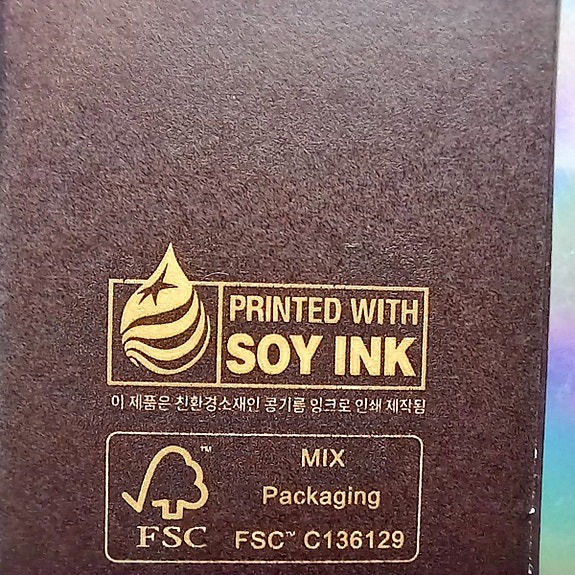 PRINTED WITH
SOY INK
이 제품은 친환경소재인 콩기름 잉크로 인쇄 제작됨
FSC™
MIX
Packaging
FSC™ C136129